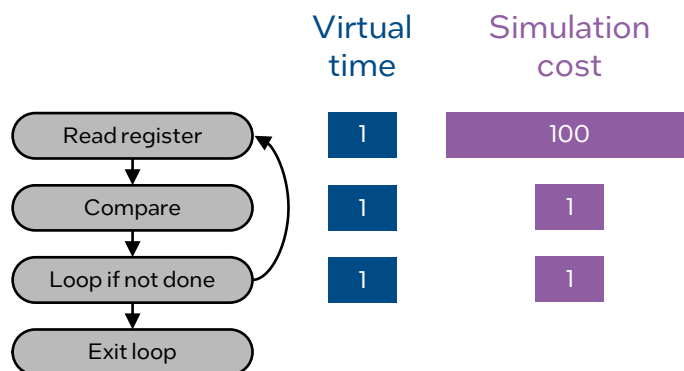 Virtual
time
Simulation
cost
Read register
1
100
Compare
1
1
Loop if not done
1
1
Exit loop